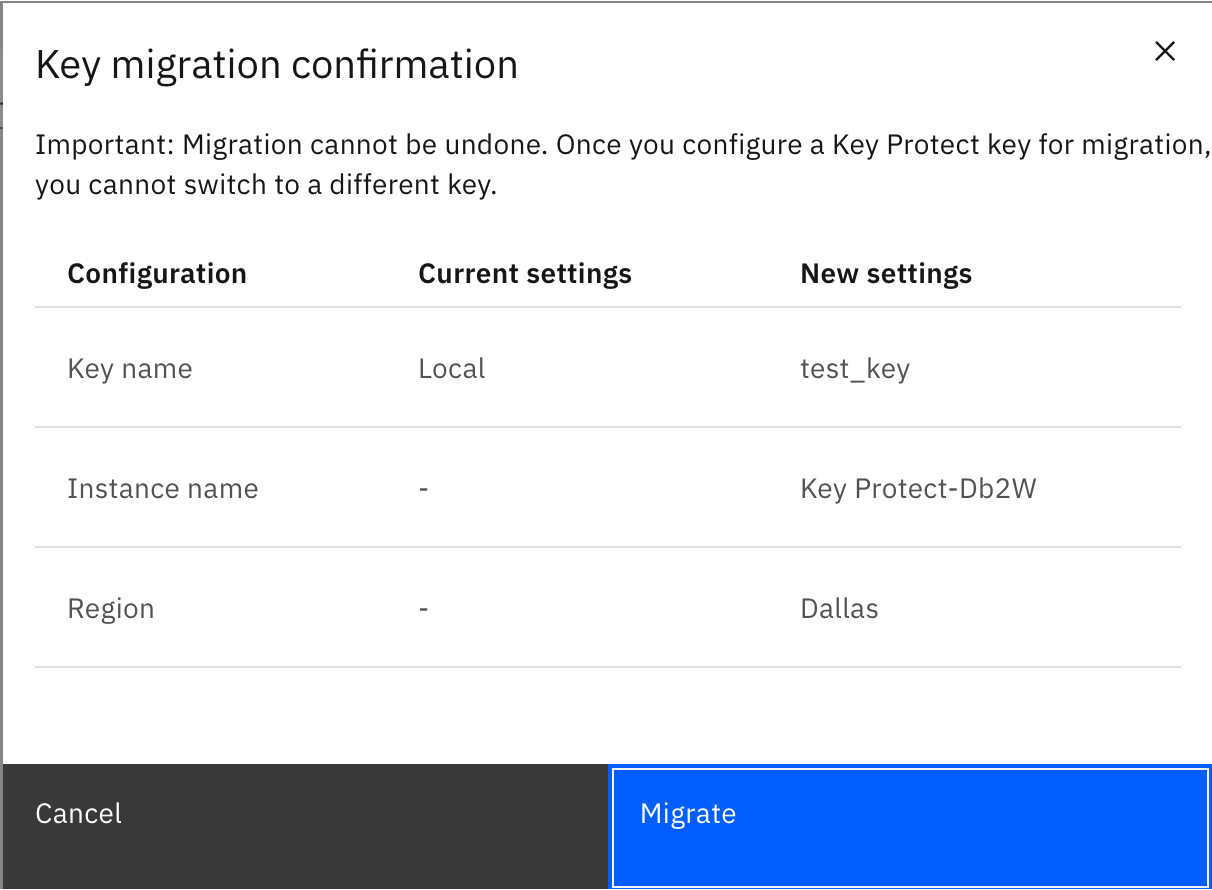 Key migration confirmation
Important: Migration cannot be undone. Once you configure a Key Protect key for migration,
you cannot switch to a different key.
Configuration Current settings New settings
Key name Local test_key
Instance name - Key Protect-Db2W
Region - Dallas
Cancel Migrate